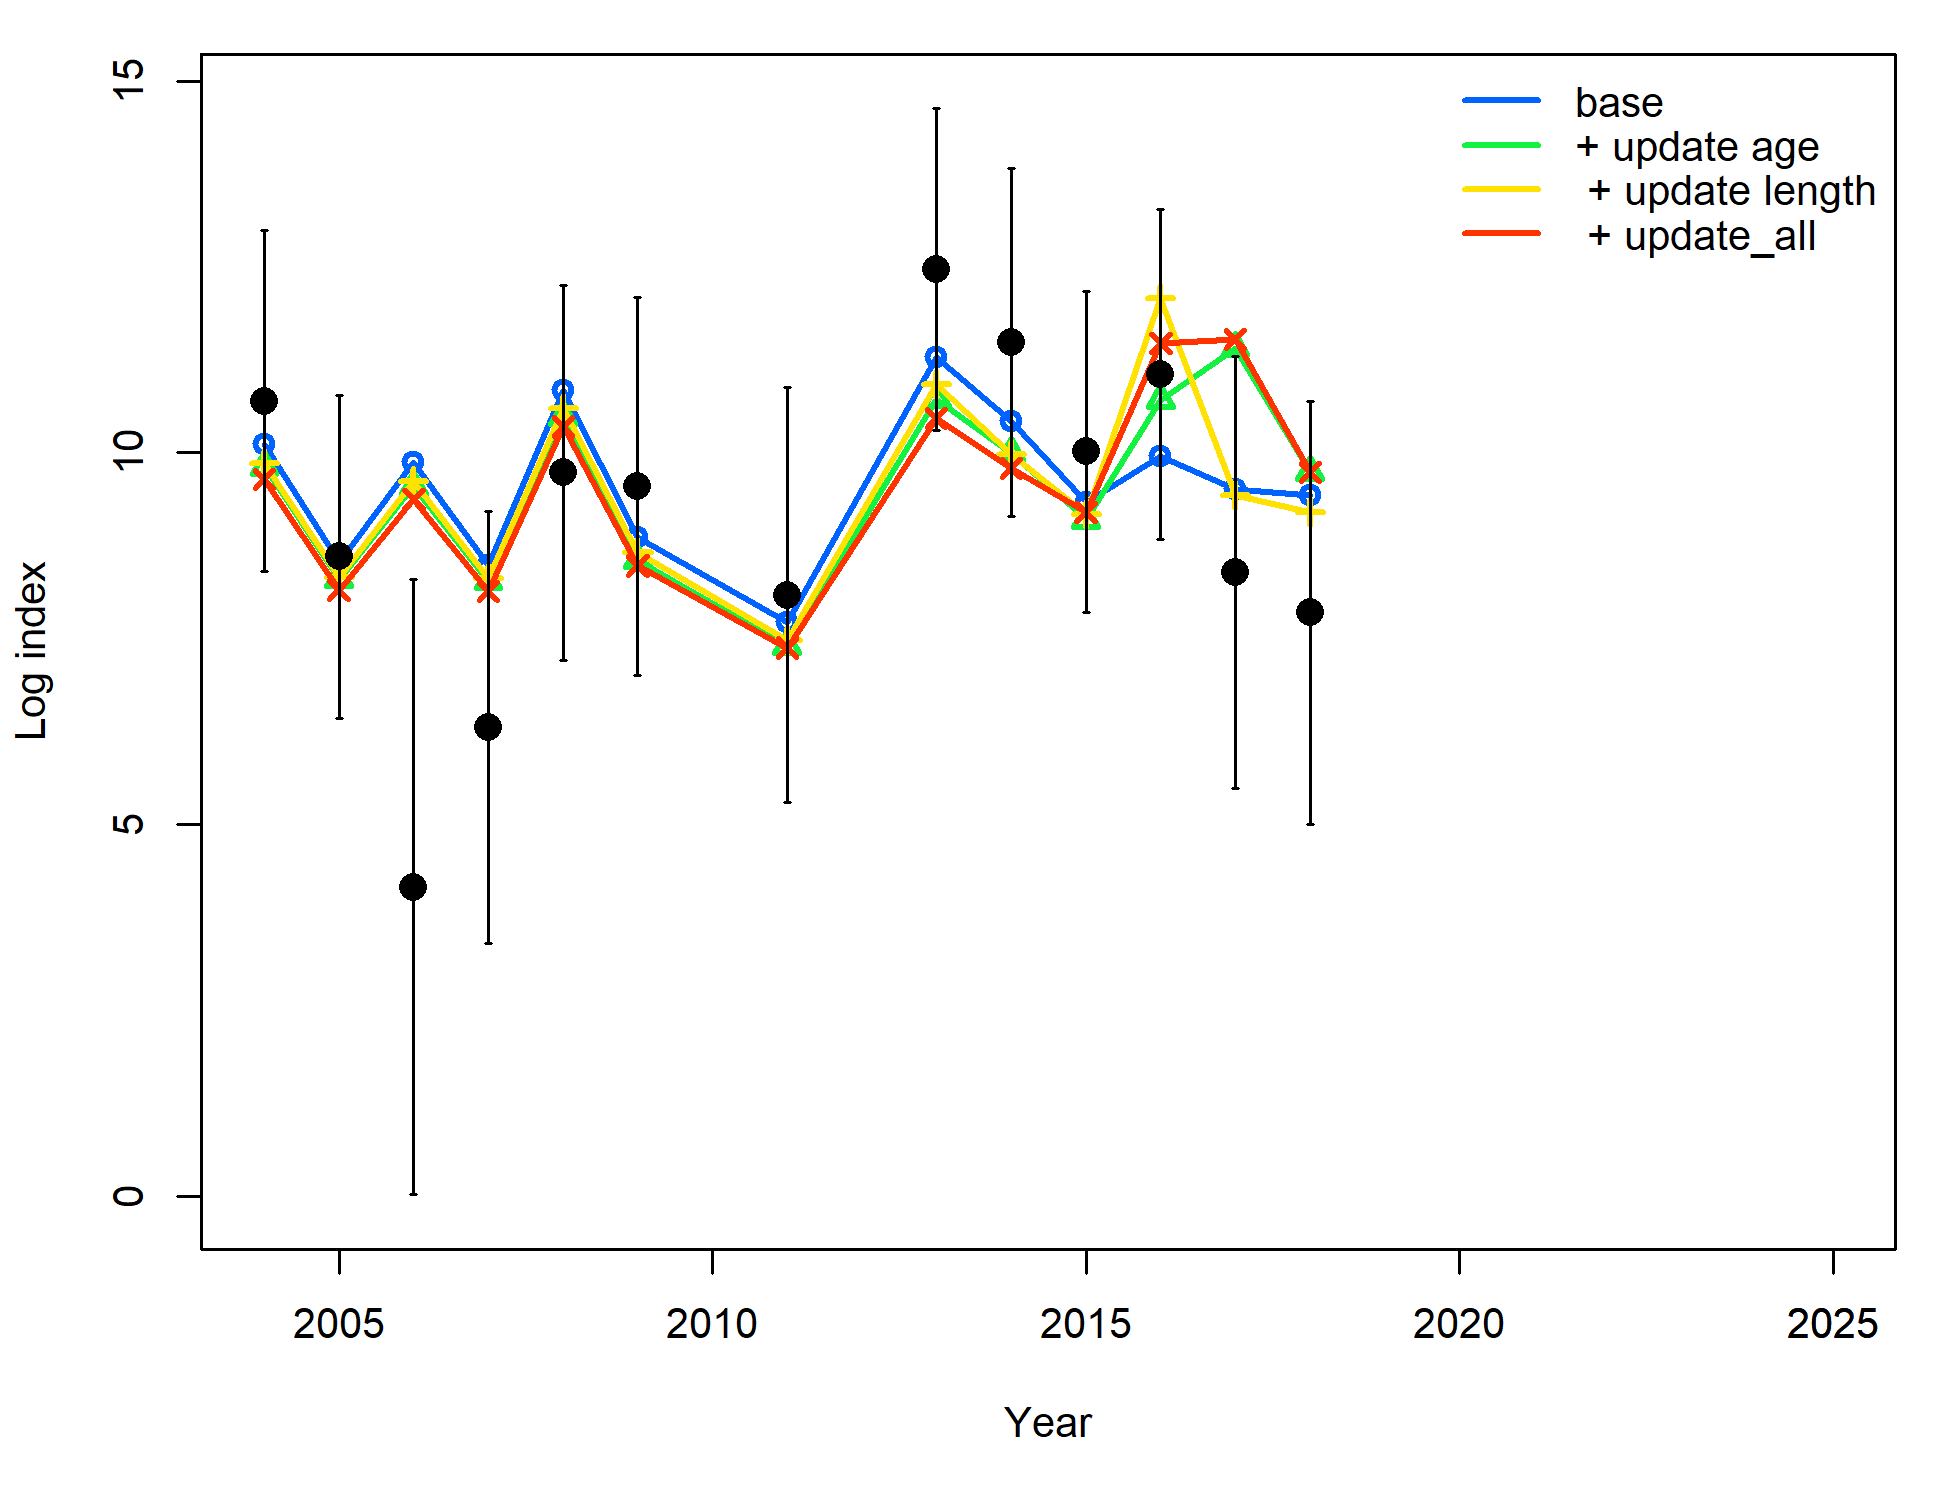 base
+ update age
+ update length
+ update_all
15
10
5
0
Log index
2005 2010 2015 2020 2025
Year